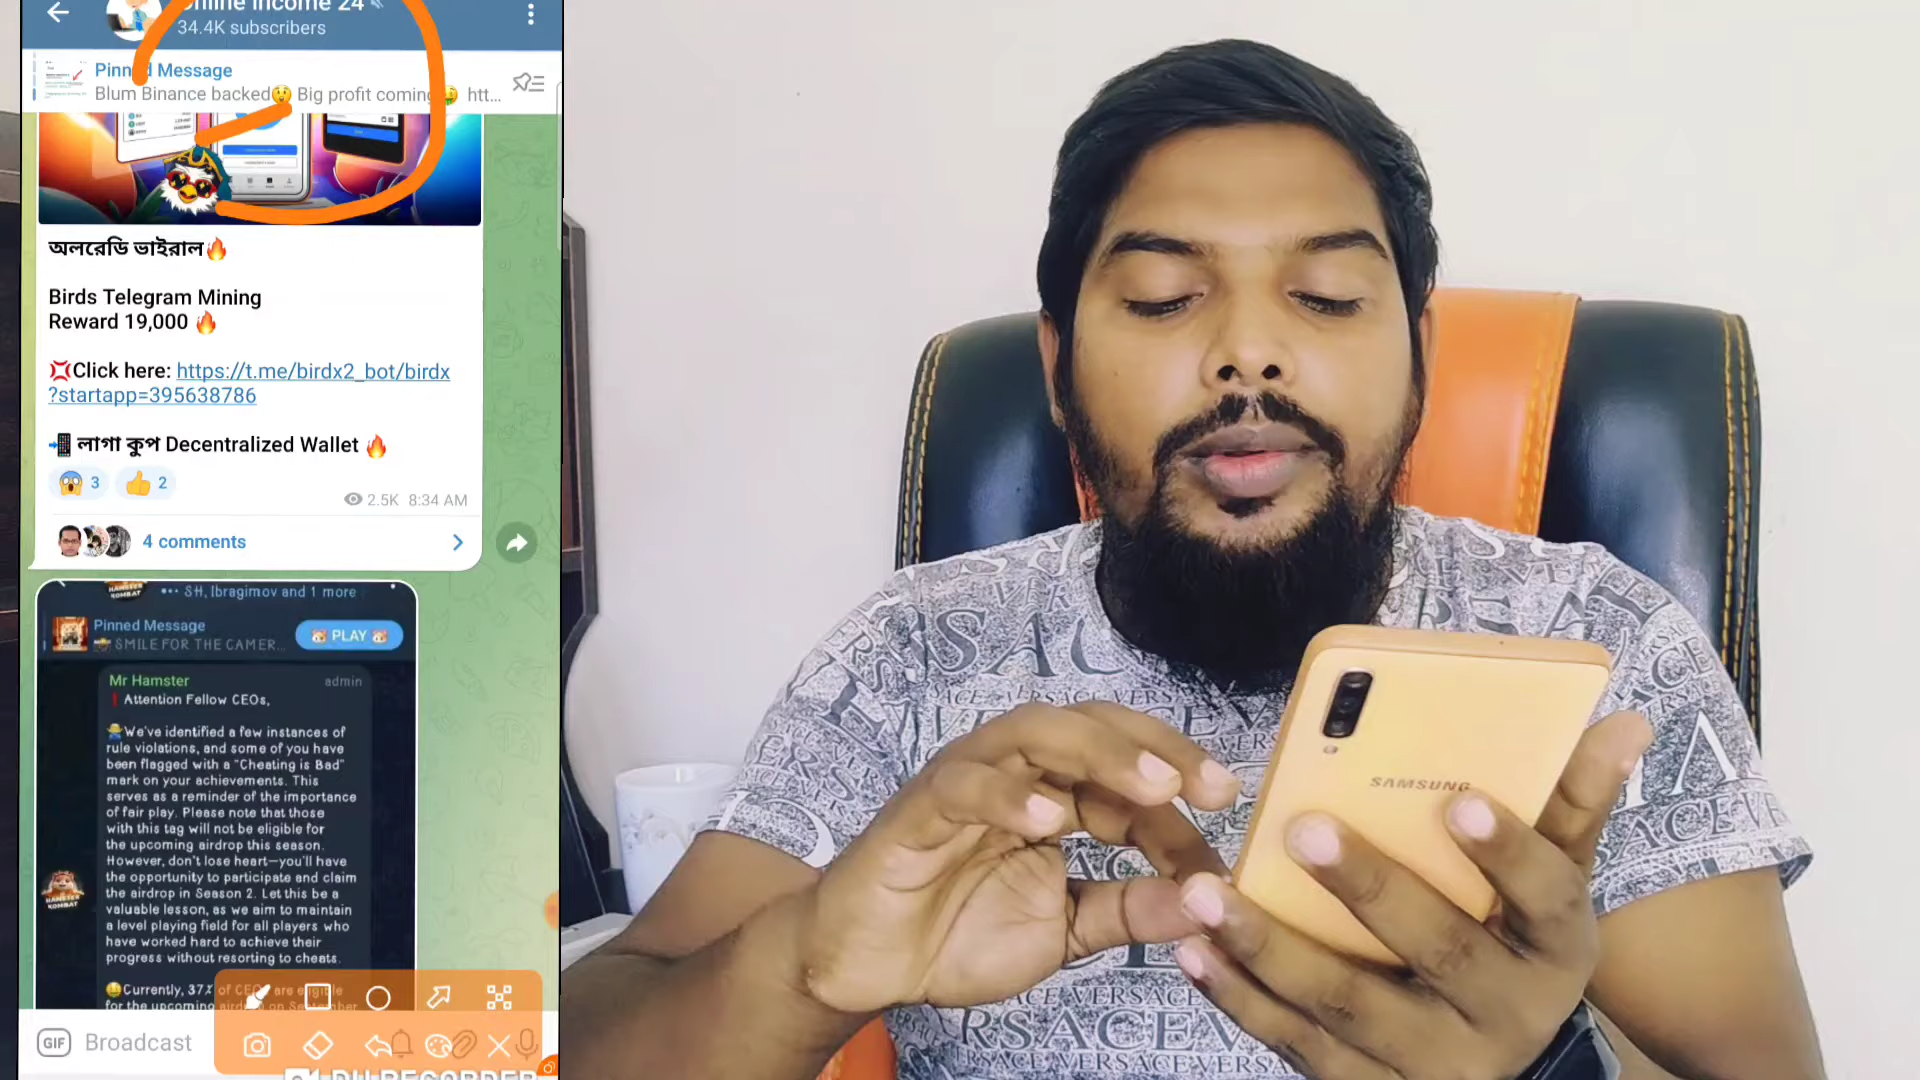 Online Income 24
34.4K subscribers
Pinned Message
Blum Binance backed😲 Big profit coming🤑 htt...
অলরেডি ভাইরাল🔥
Birds Telegram Mining
Reward 19,000 🔥
💢Click here: https://t.me/birdx2_bot/birdx
?startapp=395638786
📲 লাগা কুপ Decentralized Wallet 🔥
😱 3 👍 2
2.5K 8:34 AM
4 comments
SH, Ibragimov and 1 more
Pinned Message
📸 SMILE FOR THE CAMER...
🐹 PLAY 🐹
Mr Hamster admin
❗Attention Fellow CEOs,
We've identified a few instances of
rule violations, and some of you have
been flagged with a "Cheating is Bad"
mark on your achievements. This
serves as a reminder of the importance
of fair play. Please note that those
with this tag will not be eligible for
the upcoming airdrop this season.
However, don't lose heart—you'll have
the opportunity to participate and claim
the airdrop in Season 2. Let this be a
valuable lesson, as we aim to maintain
a level playing field for all players who
have worked hard to achieve their
progress without resorting to cheats.
Currently, 37% of CEOs are eligible
for the upcoming airdrop on September
HAMSTER
KOMBAT
GIF Broadcast
DU RECORDER
SAMSUNG
VERSACE